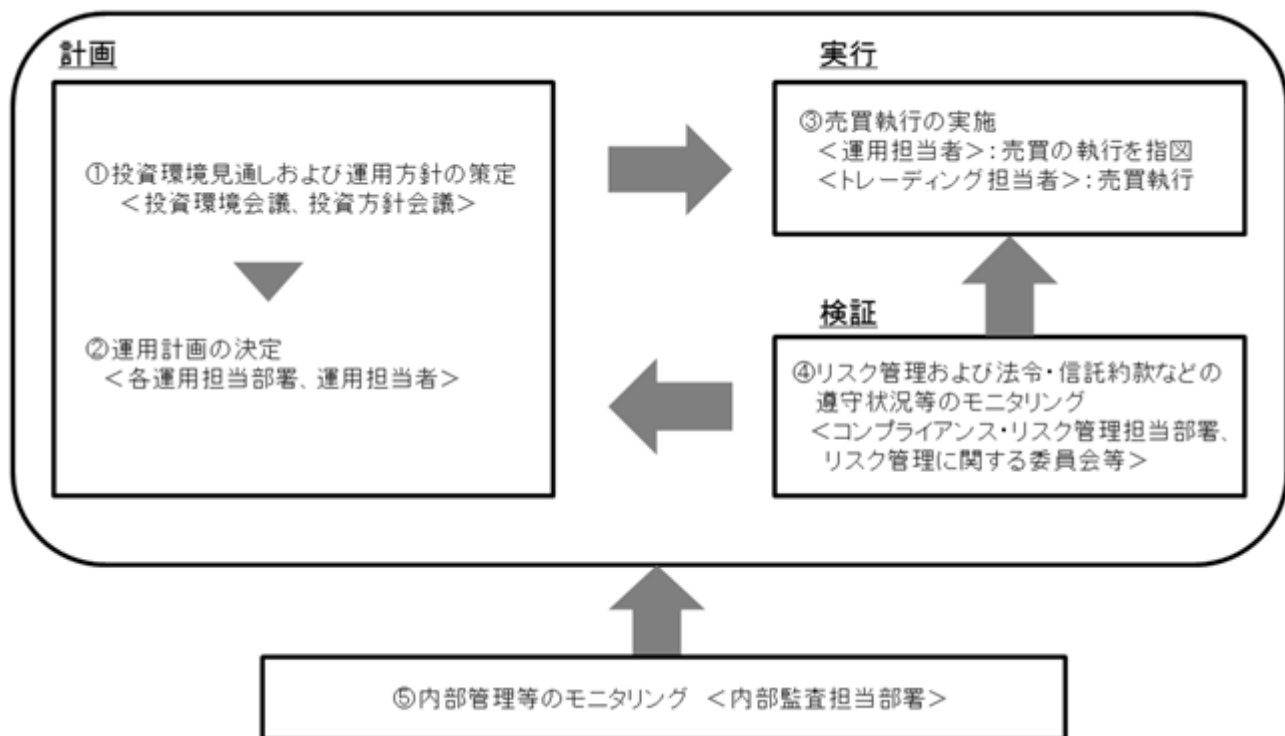 計画
①投資環境見通しおよび運用方針の策定
＜投資環境会議、投資方針会議＞
②運用計画の決定
＜各運用担当部署、運用担当者＞
実行
③売買執行の実施
＜運用担当者＞：売買の執行を指図
＜トレーディング担当者＞：売買執行
検証
④リスク管理および法令・信託約款などの
遵守状況等のモニタリング
＜コンプライアンス・リスク管理担当部署、
リスク管理に関する委員会等＞
⑤内部管理等のモニタリング ＜内部監査担当部署＞